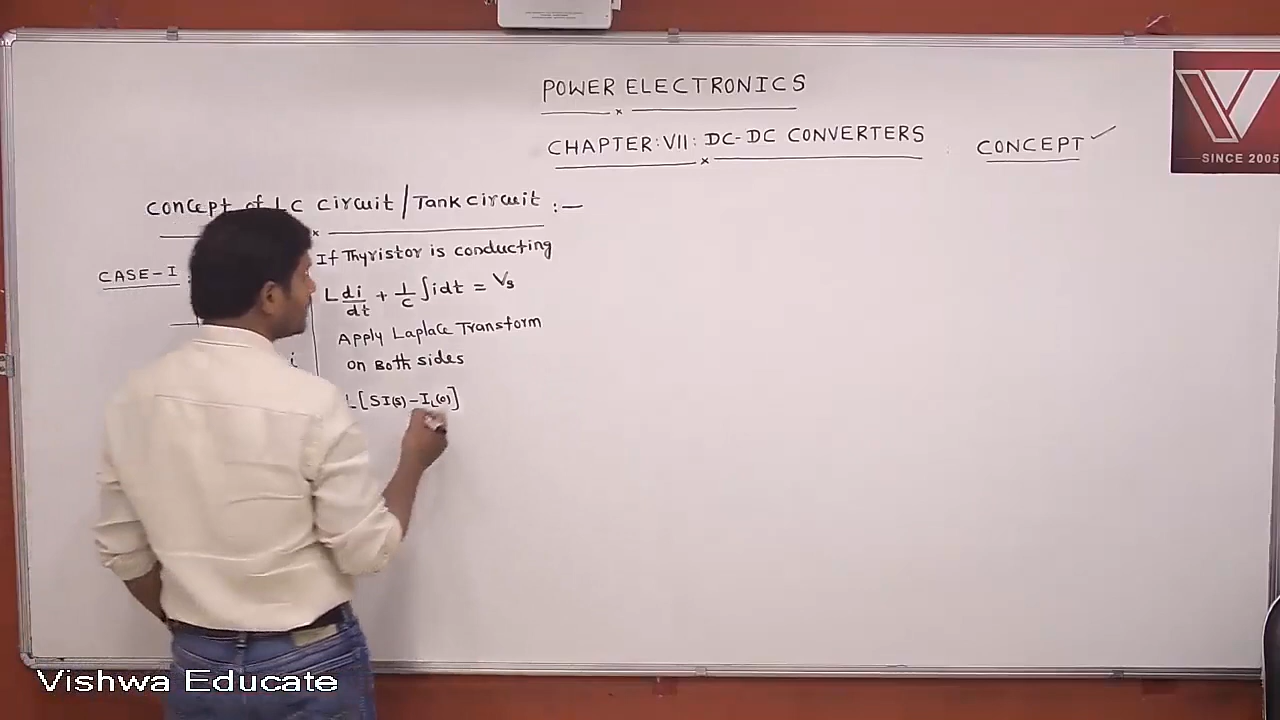 POWER ELECTRONICS
CHAPTER:VII: DC-DC CONVERTERS
CONCEPT ✓
SINCE 2005
Concept of LC circuit / Tank circuit :—
CASE-I :
If Thyristor is conducting
L di/dt + 1/C ∫idt = Vs
Apply Laplace Transform
on Both sides
i
L[SI(s) - IL(0)]
Vishwa Educate